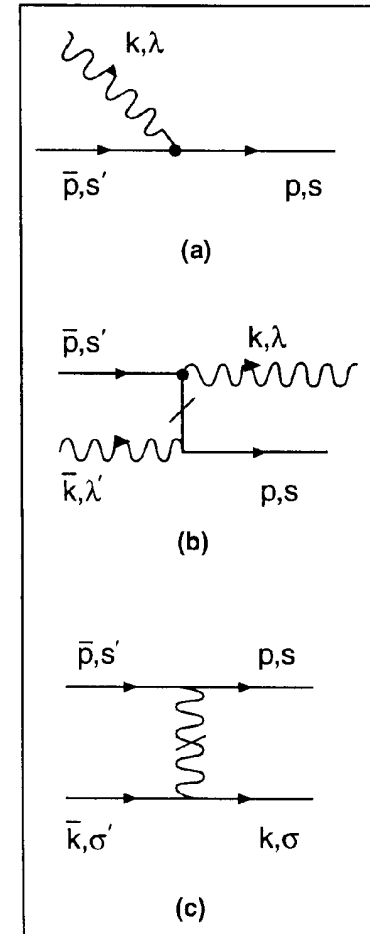 k,λ
p̄,s′ p,s
(a)
p̄,s′ k,λ
k̄,λ′ p,s
(b)
p̄,s′ p,s
k̄,σ′ k,σ
(c)